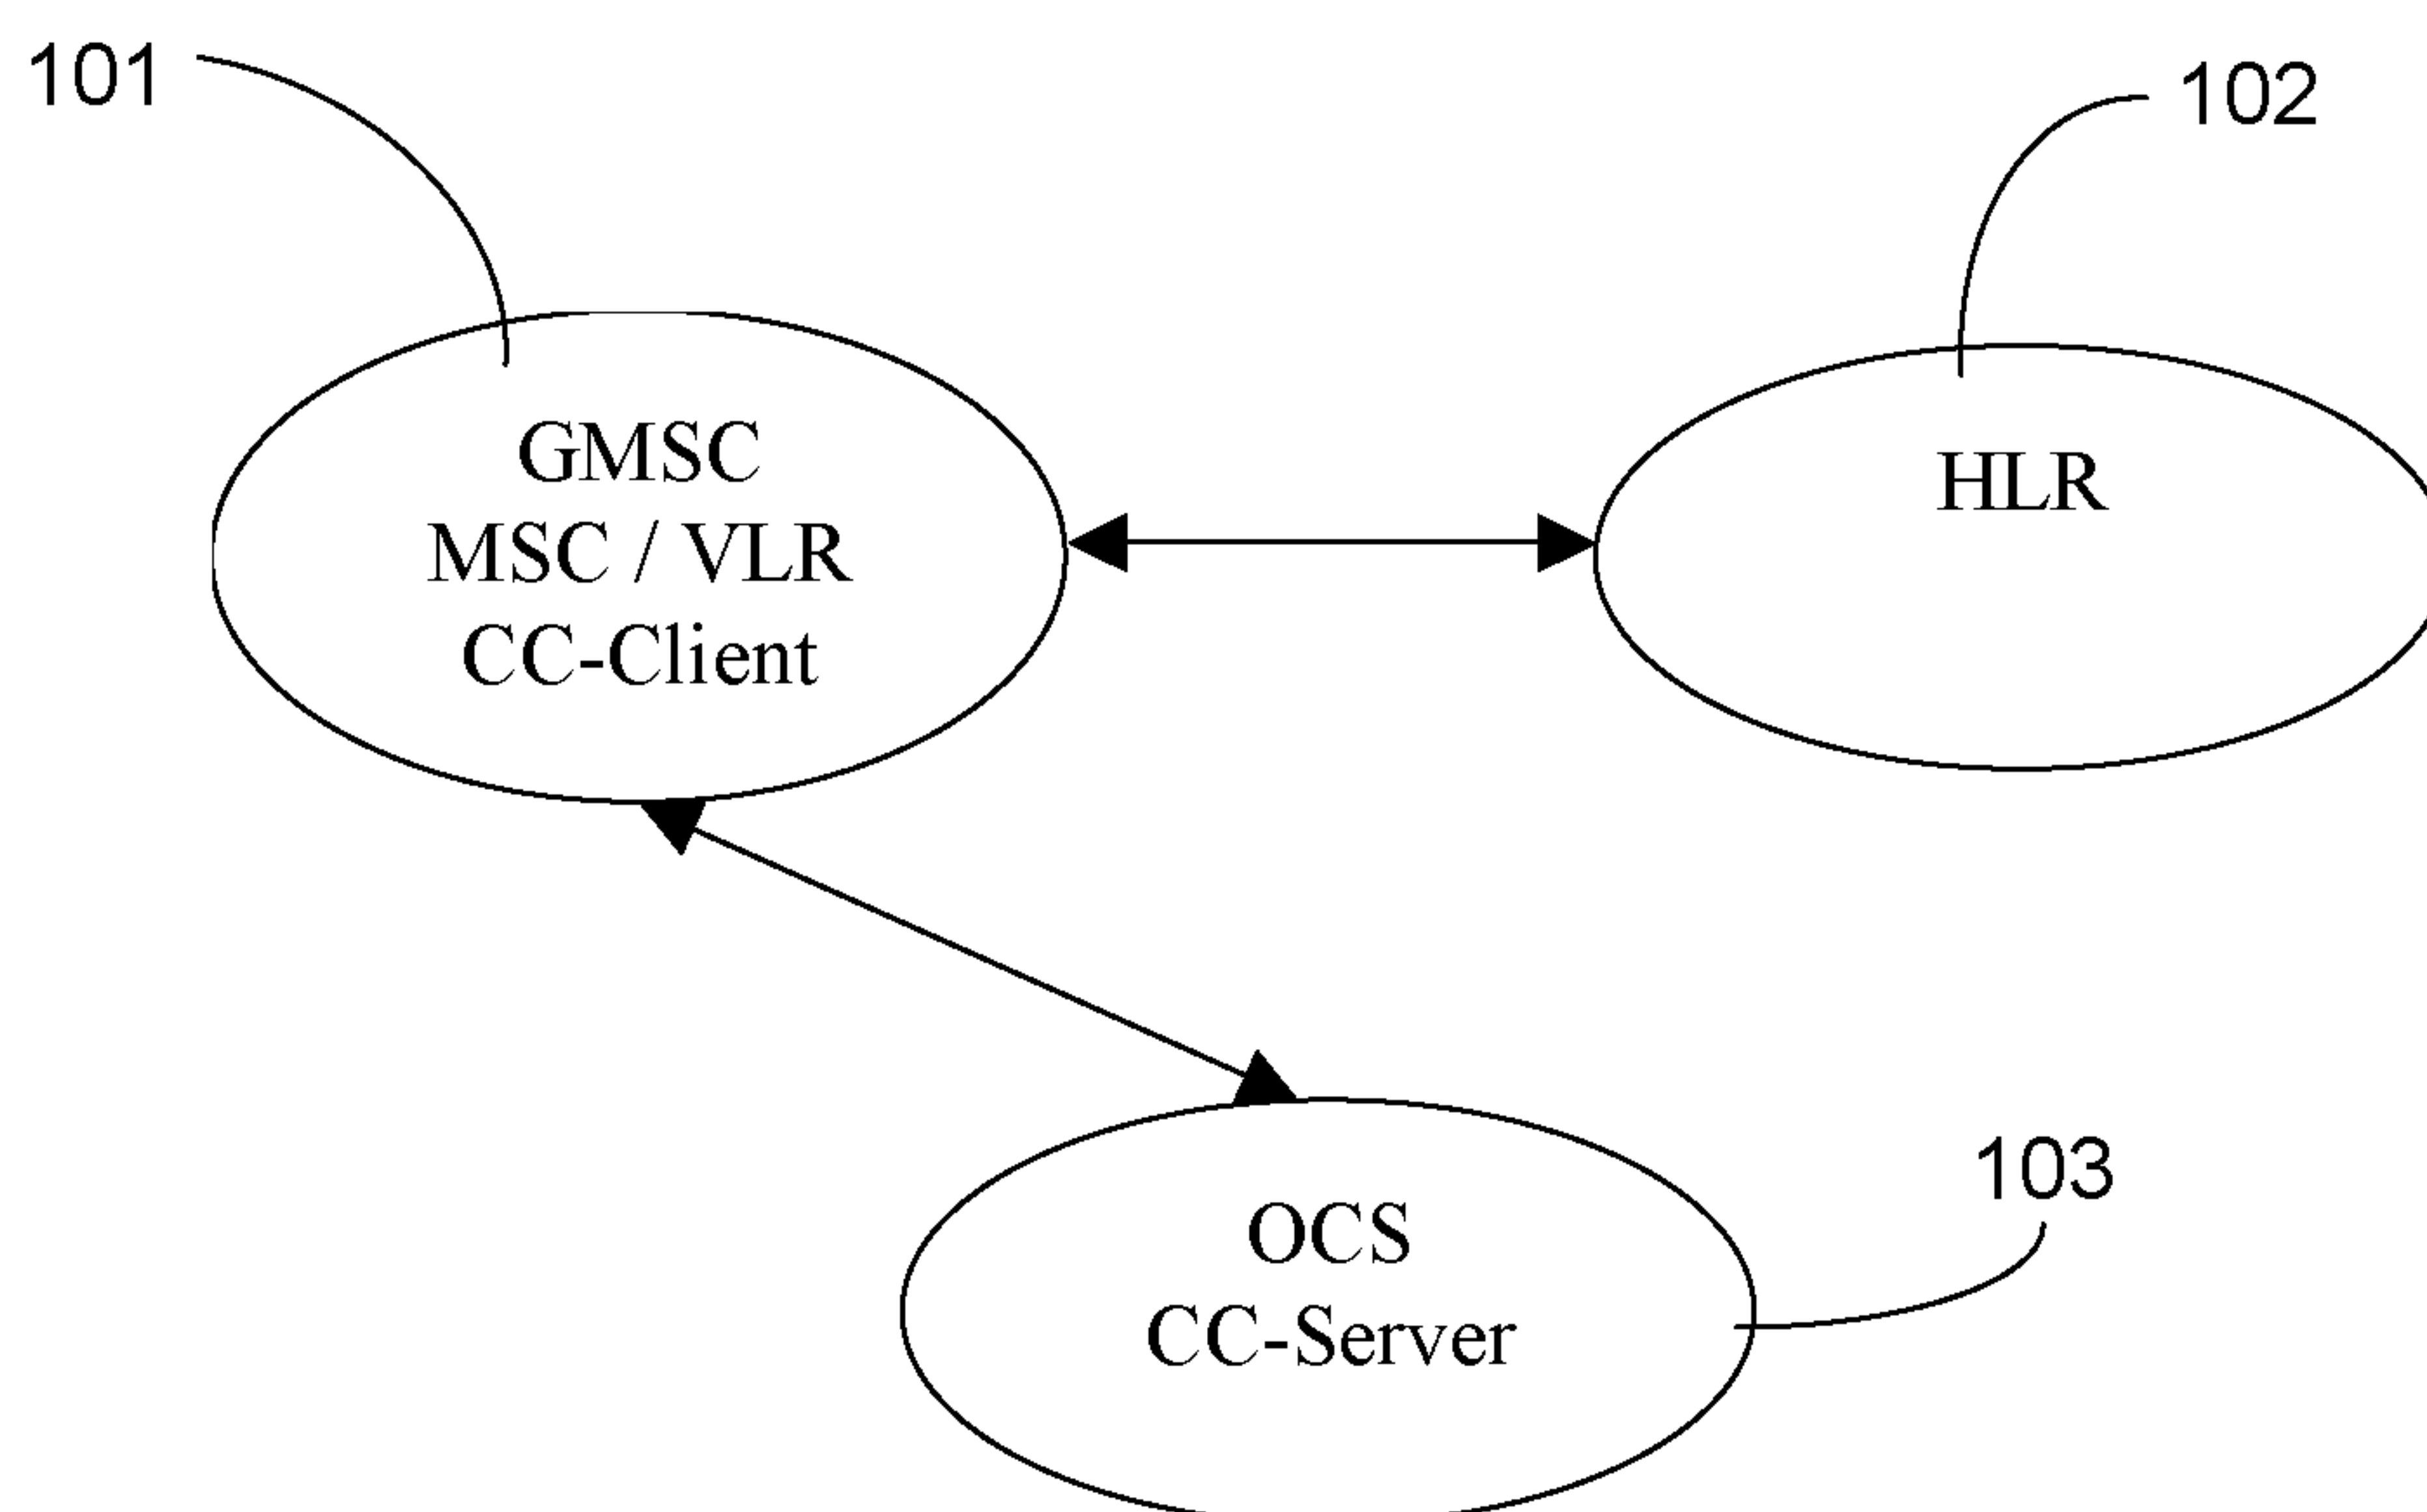 101
102
GMSC
MSC / VLR
CC-Client
HLR
103
OCS
CC-Server